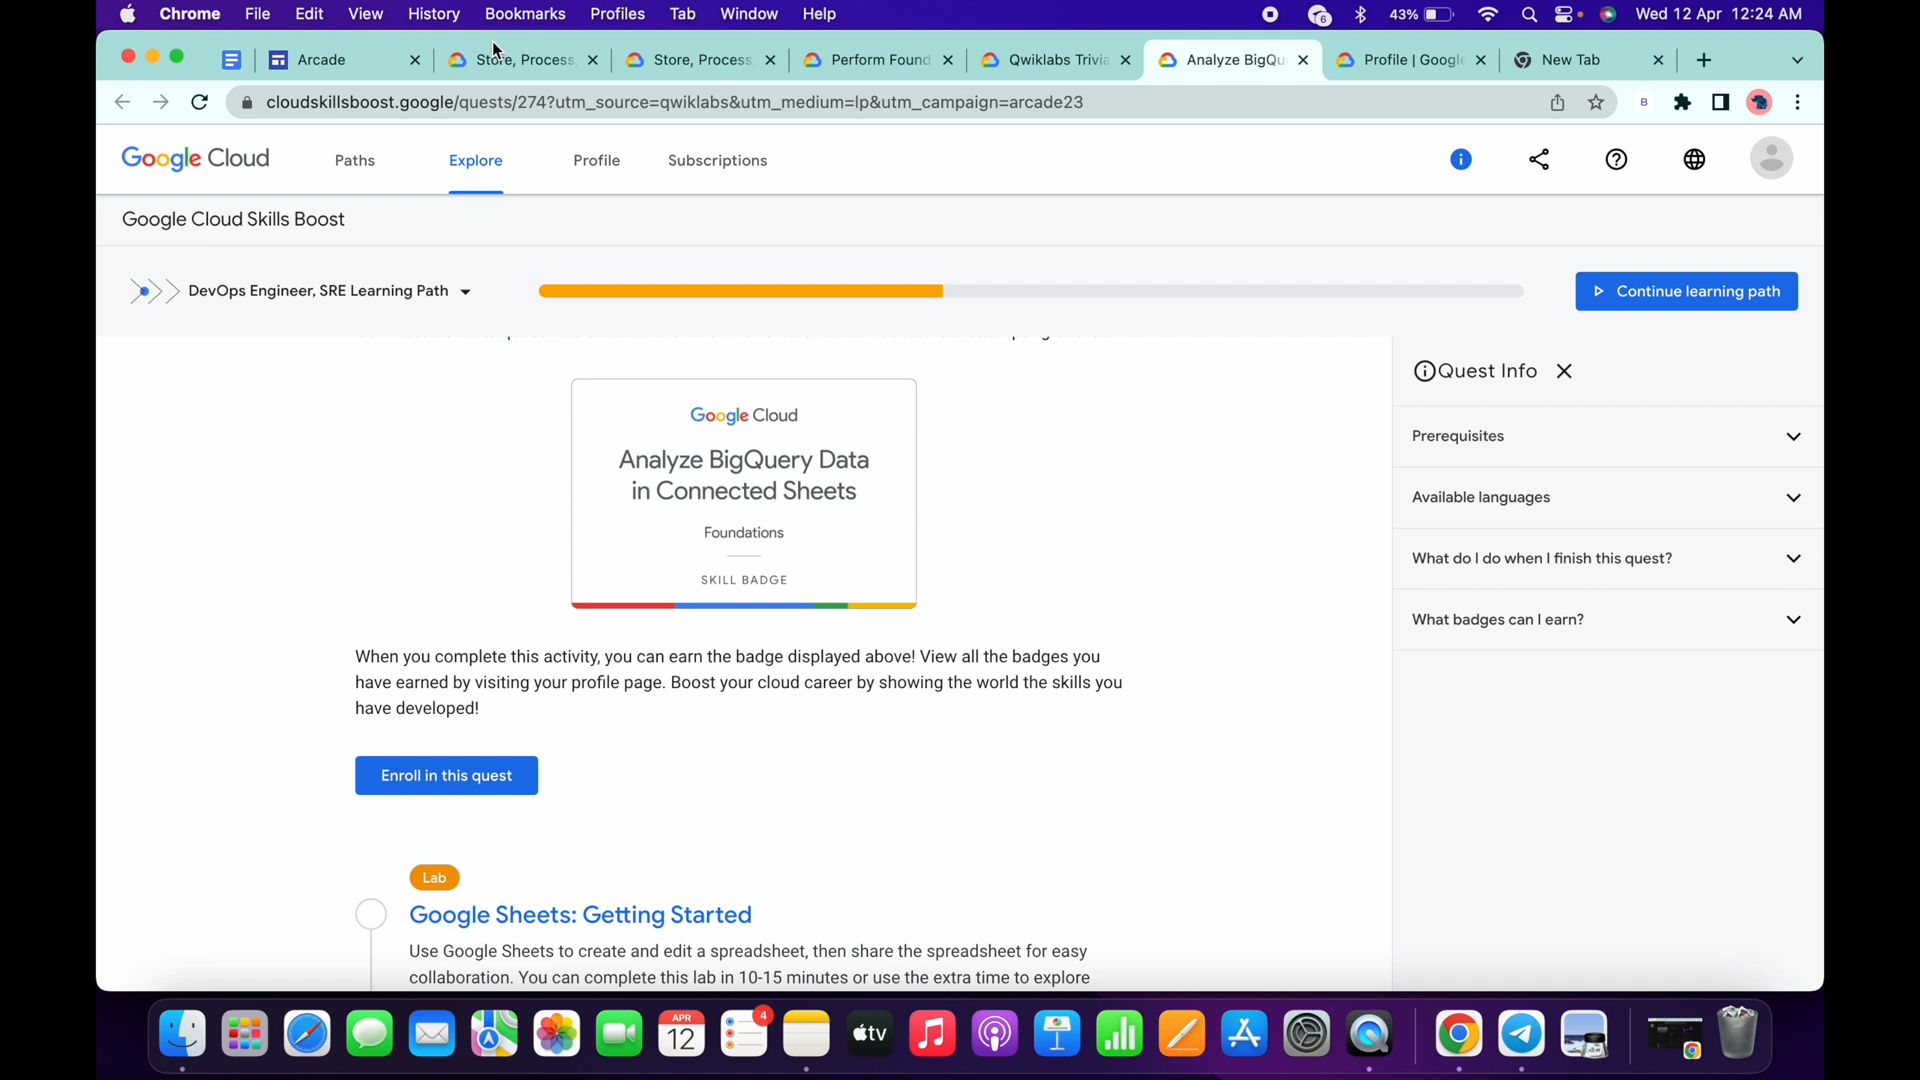 Chrome File Edit View History Bookmarks Profiles Tab Window Help 6 43% Wed 12 Apr 12:24 AM
Arcade Store, Process Store, Process, Perform Found Qwiklabs Trivia Analyze BigQu Profile | Google New Tab
cloudskillsboost.google/quests/274?utm_source=qwiklabs&utm_medium=lp&utm_campaign=arcade23 B
Google Cloud Paths Explore Profile Subscriptions
Google Cloud Skills Boost
DevOps Engineer, SRE Learning Path Continue learning path
Quest Info
Google Cloud
Analyze BigQuery Data
in Connected Sheets
Foundations
SKILL BADGE
Prerequisites
Available languages
What do I do when I finish this quest?
What badges can I earn?
When you complete this activity, you can earn the badge displayed above! View all the badges you
have earned by visiting your profile page. Boost your cloud career by showing the world the skills you
have developed!
Enroll in this quest
Lab
Google Sheets: Getting Started
Use Google Sheets to create and edit a spreadsheet, then share the spreadsheet for easy
collaboration. You can complete this lab in 10-15 minutes or use the extra time to explore
APR
12
4
tv